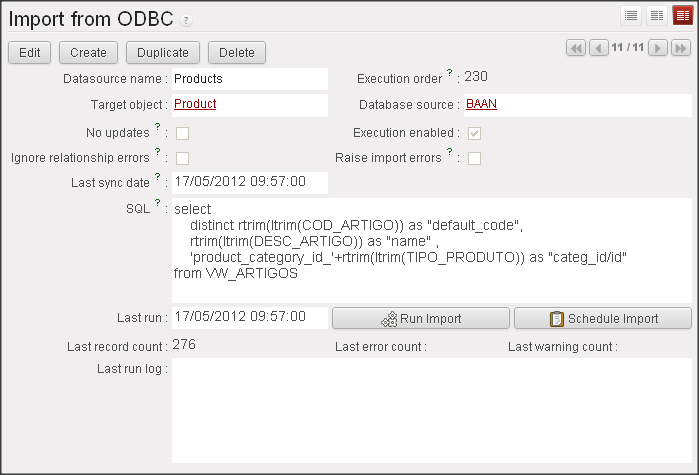 Import from ODBC ?
Edit Create Duplicate Delete 11 / 11
Datasource name : Products Execution order ? : 230
Target object : Product Database source : BAAN
No updates ? : Execution enabled :
Ignore relationship errors ? : Raise import errors ? :
Last sync date ? : 17/05/2012 09:57:00
SQL ? : select
distinct rtrim(ltrim(COD_ARTIGO)) as "default_code",
rtrim(ltrim(DESC_ARTIGO)) as "name" ,
'product_category_id_'+rtrim(ltrim(TIPO_PRODUTO)) as "categ_id/id"
from VW_ARTIGOS
Last run : 17/05/2012 09:57:00 Run Import Schedule Import
Last record count : 276 Last error count : Last warning count :
Last run log :